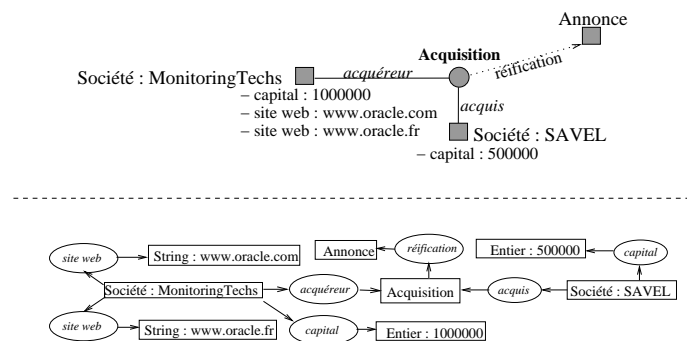 Annonce
Acquisition
réification
Société : MonitoringTechs
acquéreur
– capital : 1000000
– site web : www.oracle.com
– site web : www.oracle.fr
acquis
Société : SAVEL
– capital : 500000
site web
String : www.oracle.com
Annonce
réification
Entier : 500000
capital
Société : MonitoringTechs
acquéreur
Acquisition
acquis
Société : SAVEL
site web
String : www.oracle.fr
capital
Entier : 1000000